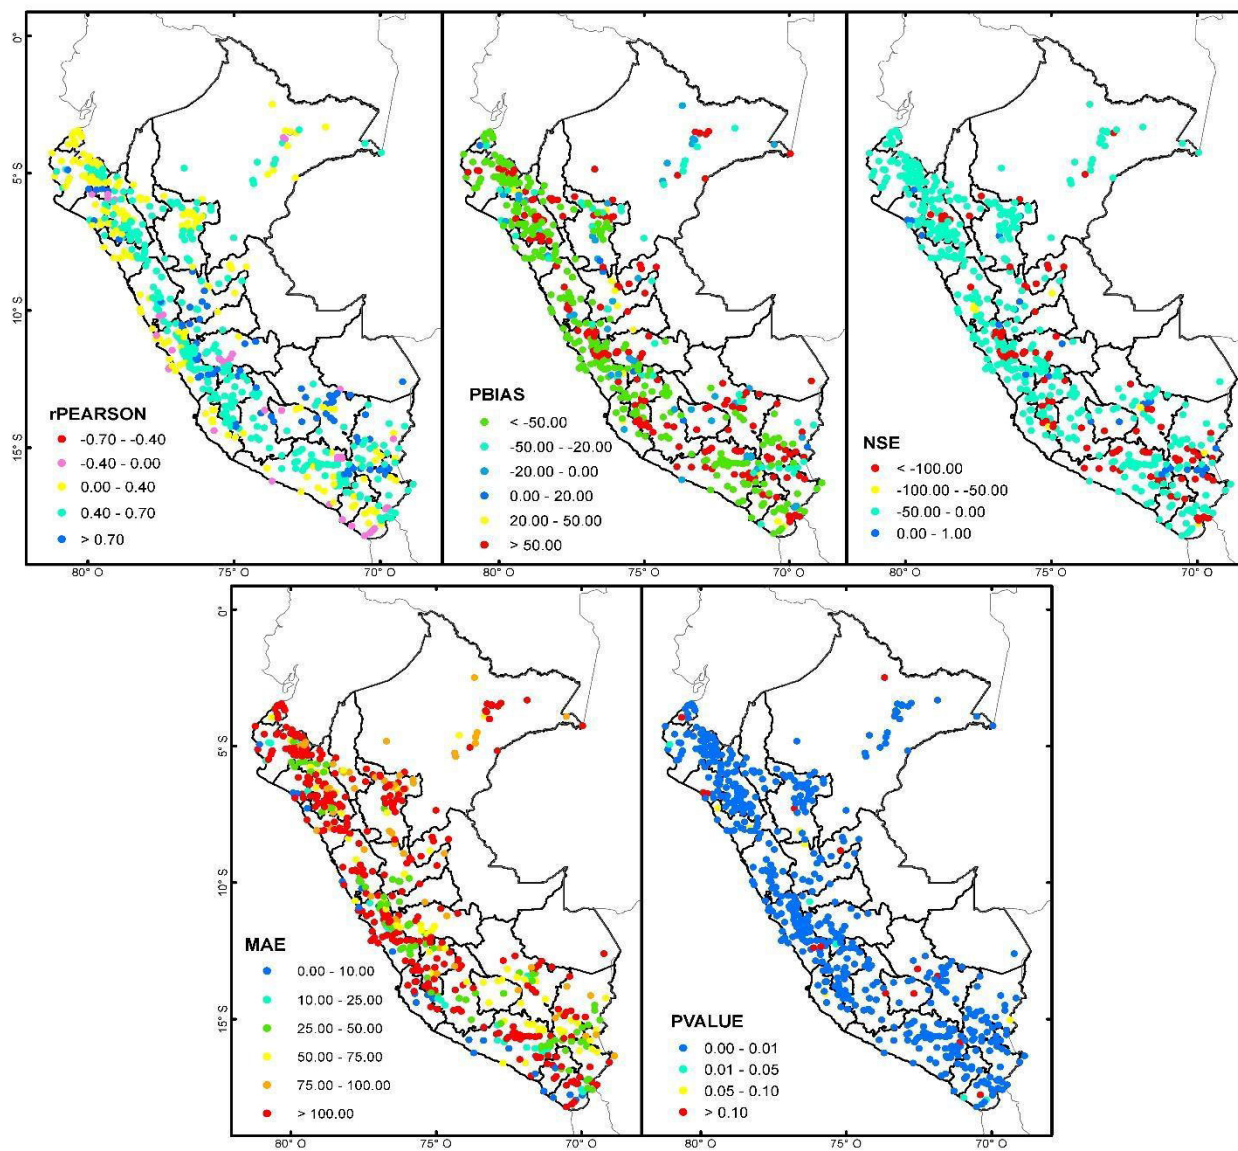 0°
5° S
10° S
15° S
rPEARSON
-0.70 - -0.40
-0.40 - 0.00
0.00 - 0.40
0.40 - 0.70
> 0.70
80° O
75° O
70° O
PBIAS
< -50.00
-50.00 - -20.00
-20.00 - 0.00
0.00 - 20.00
20.00 - 50.00
> 50.00
80° O
75° O
70° O
NSE
< -100.00
-100.00 - -50.00
-50.00 - 0.00
0.00 - 1.00
80° O
75° O
70° O
0°
5° S
10° S
15° S
MAE
0.00 - 10.00
10.00 - 25.00
25.00 - 50.00
50.00 - 75.00
75.00 - 100.00
> 100.00
80° O
75° O
70° O
PVALUE
0.00 - 0.01
0.01 - 0.05
0.05 - 0.10
> 0.10
80° O
75° O
70° O